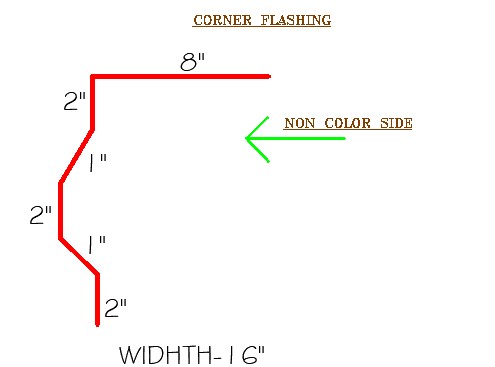 CORNER FLASHING
8"
2"
NON COLOR SIDE
1"
2"
1"
2"
WIDHTH-16"